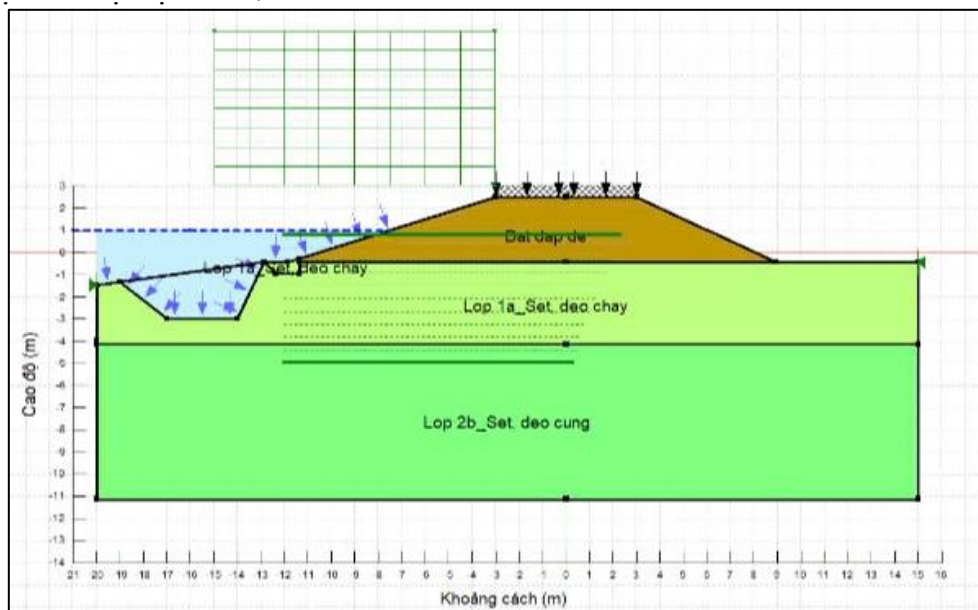 3
2
1
0
-1
-2
-3
-4
-5
-6
-7
-8
-9
-10
-11
-12
-13
-14
Cao độ (m)
Dat dap de
Lop 1a_Set, deo chay
Lop 1a_Set, deo chay
Lop 2b_Set, deo cung
21 20 19 18 17 16 15 14 13 12 11 10 9 8 7 6 5 4 3 2 1 0 1 2 3 4 5 6 7 8 9 10 11 12 13 14 15 16
Khoảng cách (m)